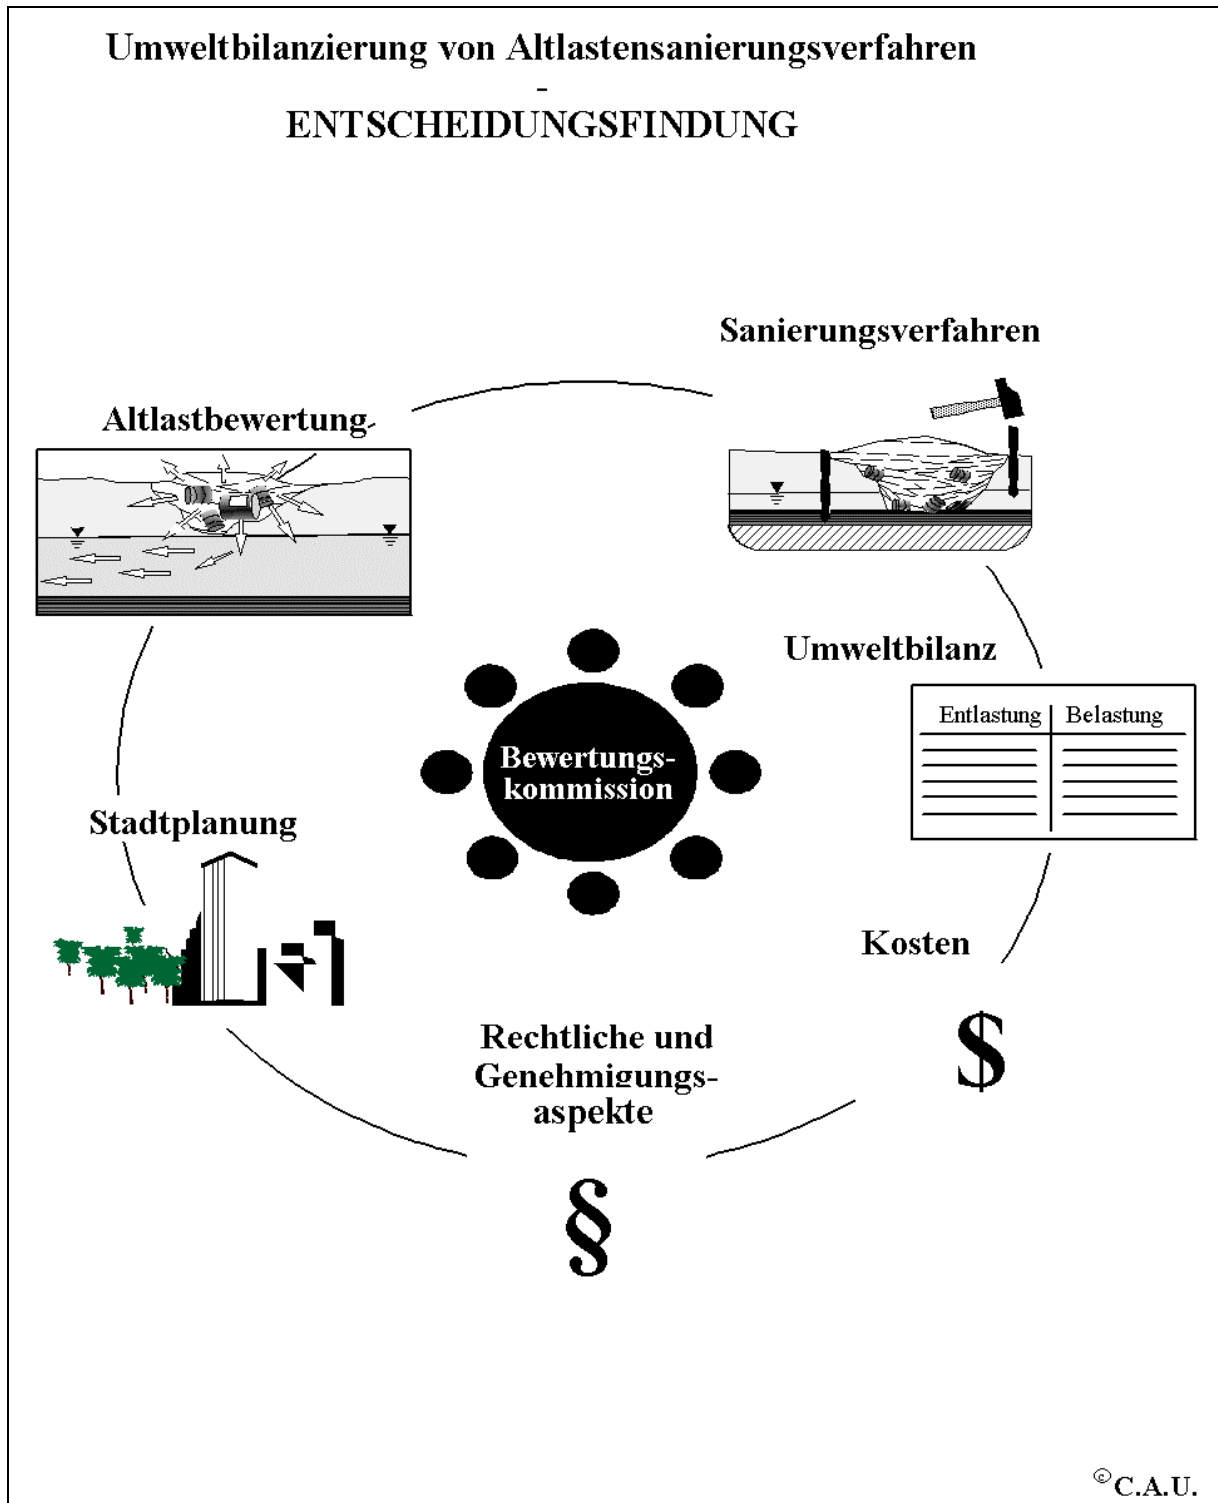 Umweltbilanzierung von Altlastensanierungsverfahren
-
ENTSCHEIDUNGSFINDUNG
Sanierungsverfahren
Altlastbewertung
Umweltbilanz
Entlastung Belastung
Bewertungs-
kommission
Stadtplanung
Kosten
$
Rechtliche und
Genehmigungs-
aspekte
§
© C.A.U.